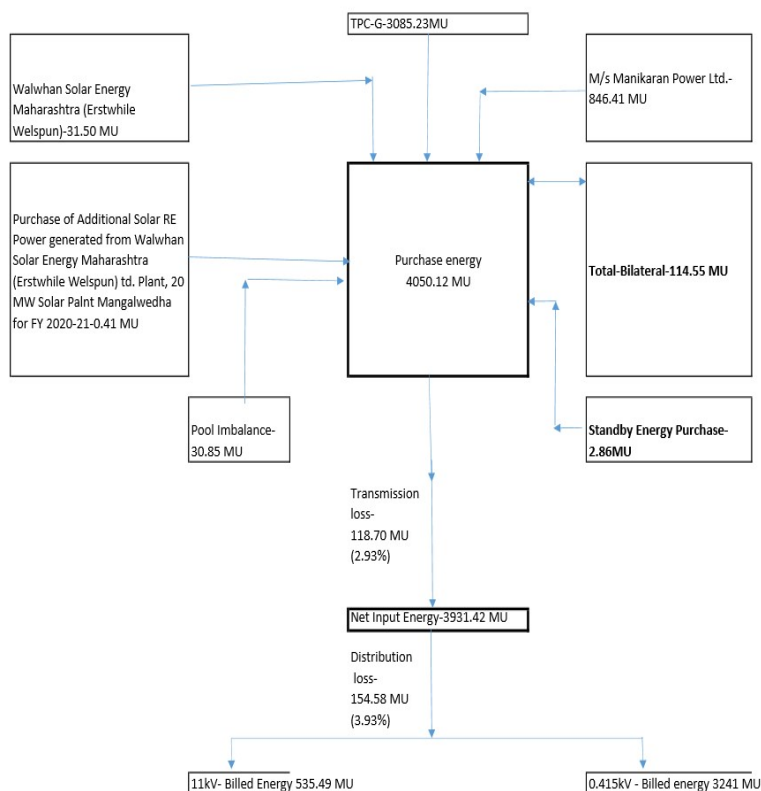 TPC-G-3085.23MU
Walwhan Solar Energy
Maharashtra (Erstwhile
Welspun)-31.50 MU
M/s Manikaran Power Ltd.-
846.41 MU
Purchase of Additional Solar RE
Power generated from Walwhan
Solar Energy Maharashtra
(Erstwhile Welspun) td. Plant, 20
MW Solar Palnt Mangalwedha
for FY 2020-21-0.41 MU
Purchase energy
4050.12 MU
Total-Bilateral-114.55 MU
Pool Imbalance-
30.85 MU
Standby Energy Purchase-
2.86MU
Transmission
loss-
118.70 MU
(2.93%)
Net Input Energy-3931.42 MU
Distribution
loss-
154.58 MU
(3.93%)
11kV- Billed Energy 535.49 MU
0.415kV - Billed energy 3241 MU